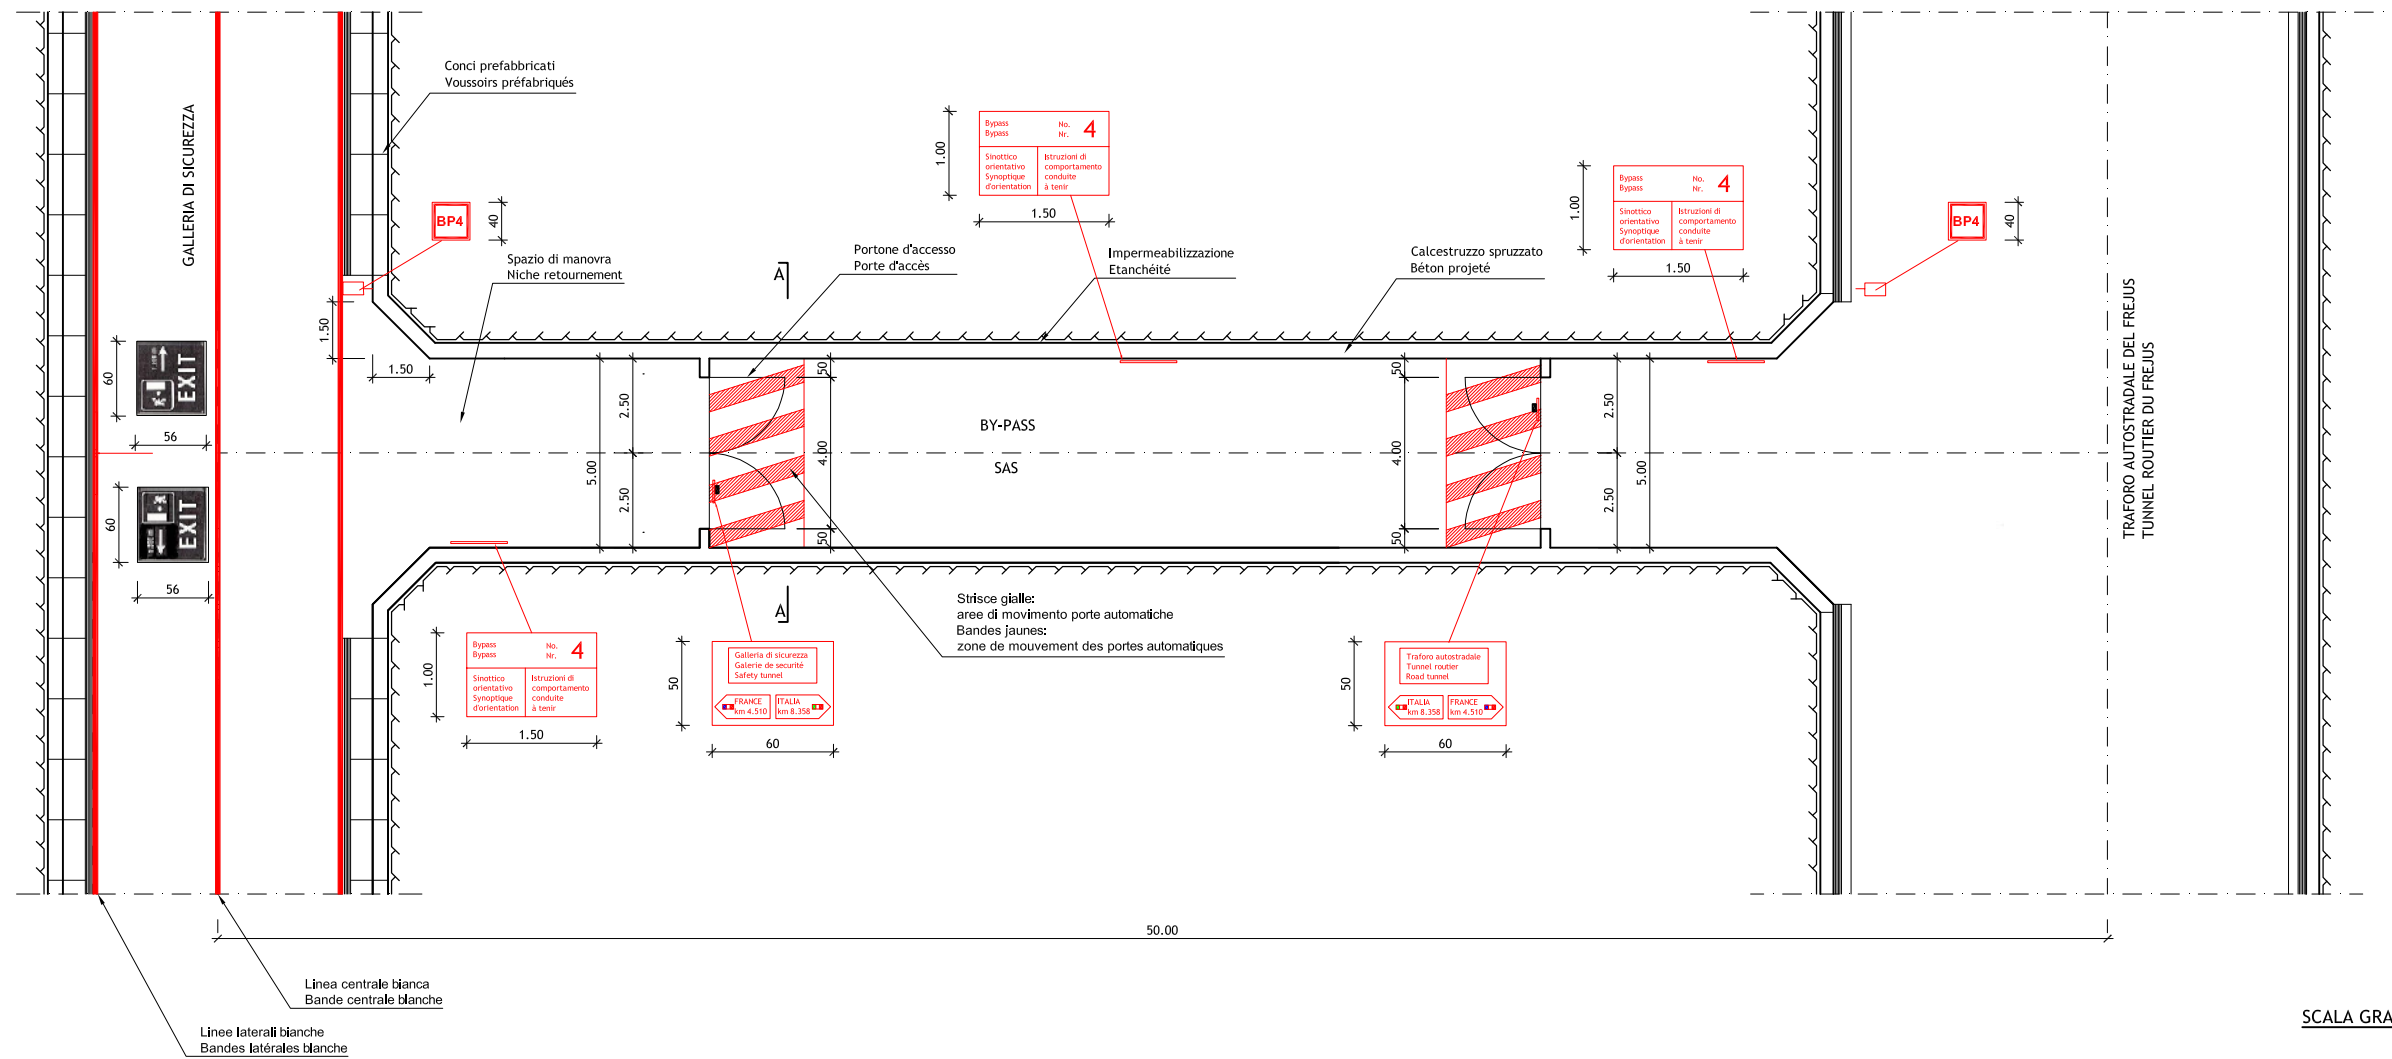 Conci prefabbricati
Voussoirs préfabriqués
GALLERIA DI SICUREZZA
BP4
40
Spazio di manovra
Niche retournement
1.50
1.50
60
EXIT
56
60
EXIT
56
Portone d'accesso
Porte d'accès
A
1.00
Bypass No.
Bypass Nr. 4
Sinottico
orientativo
Synoptique
d'orientation
Istruzioni di
comportamento
conduite
à tenir
1.50
Impermeabilizzazione
Etanchéité
Calcestruzzo spruzzato
Béton projeté
1.00
Bypass No.
Bypass Nr. 4
Sinottico
orientativo
Synoptique
d'orientation
Istruzioni di
comportamento
conduite
à tenir
1.50
BP4
40
TRAFORO AUTOSTRADALE DEL FREJUS
TUNNEL ROUTIER DU FREJUS
5.00
2.50
2.50
50
4.00
50
BY-PASS
SAS
50
4.00
50
2.50
2.50
5.00
A
Strisce gialle:
aree di movimento porte automatiche
Bandes jaunes:
zone de mouvement des portes automatiques
1.00
Bypass No.
Bypass Nr. 4
Sinottico
orientativo
Synoptique
d'orientation
Istruzioni di
comportamento
conduite
à tenir
1.50
50
Galleria di sicurezza
Galerie de securité
Safety tunnel
FRANCE
km 4.510
ITALIA
km 8.358
60
50
Traforo autostradale
Tunnel routier
Road tunnel
ITALIA
km 8.358
FRANCE
km 4.510
60
50.00
Linea centrale bianca
Bande centrale blanche
Linee laterali bianche
Bandes latérales blanche
SCALA GRA